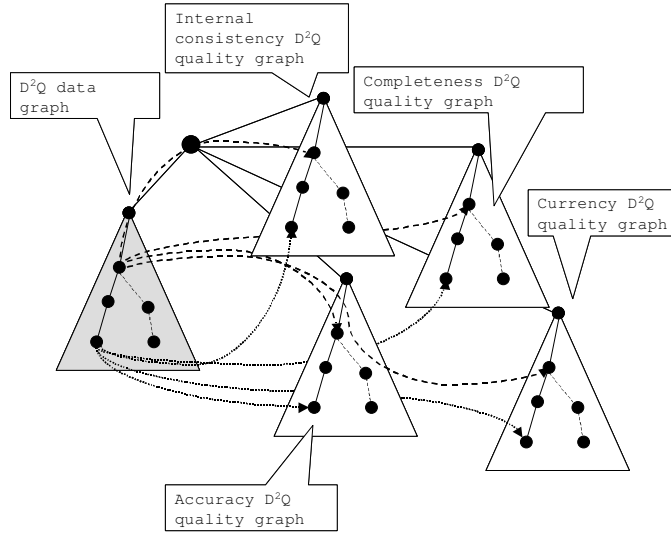 Internal
consistency D²Q
quality graph
Completeness D²Q
quality graph
D²Q data
graph
Currency D²Q
quality graph
Accuracy D²Q
quality graph